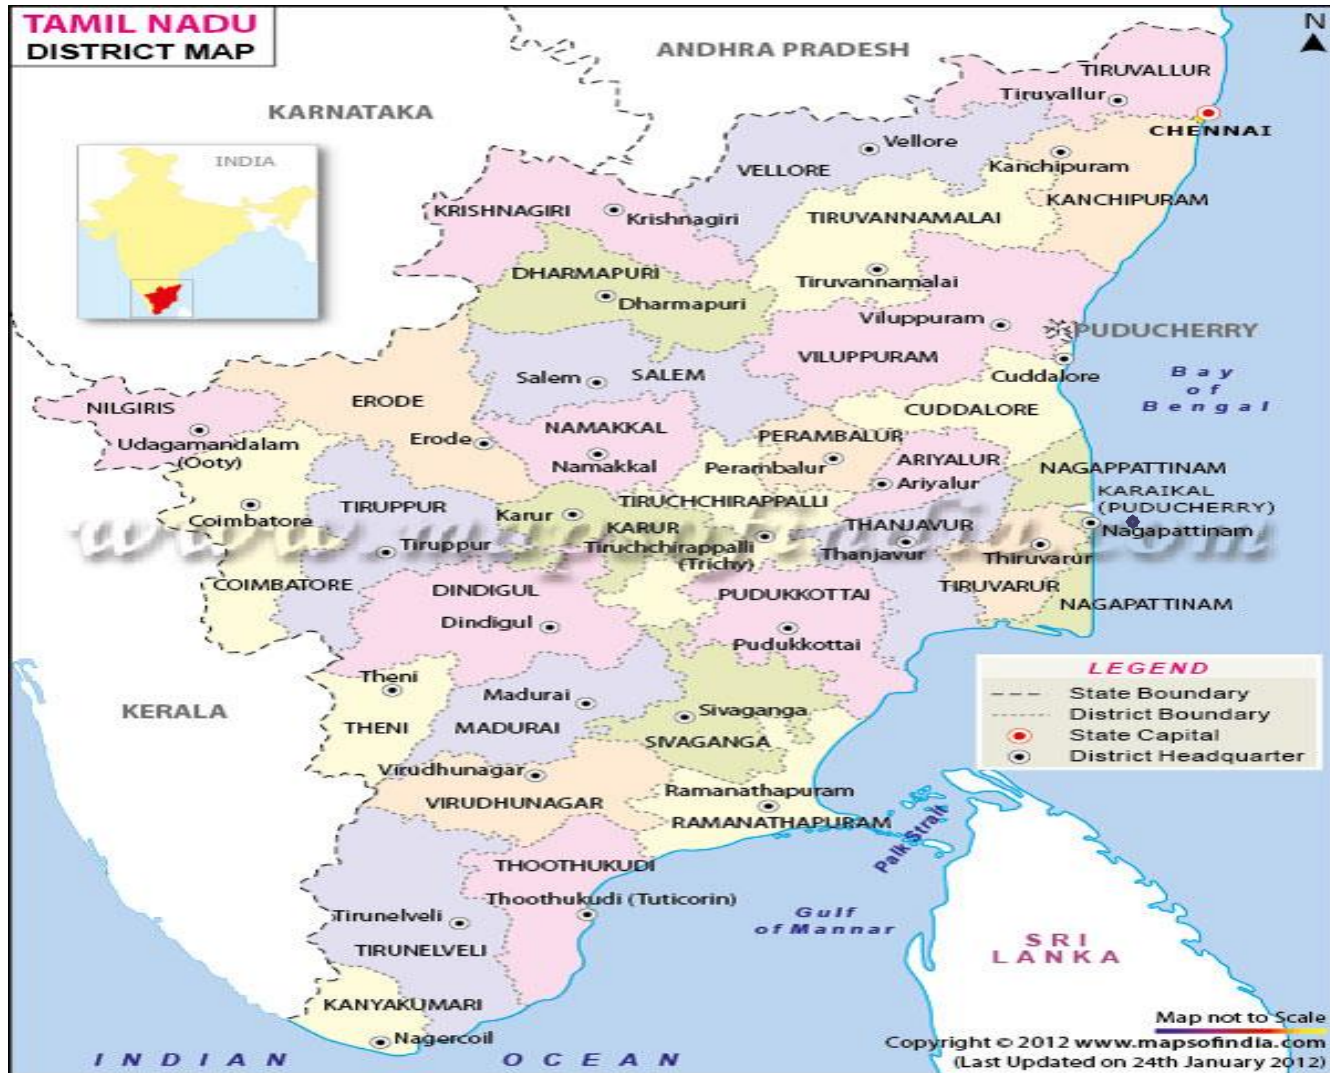 TAMIL NADU
DISTRICT MAP
N
ANDHRA PRADESH
KARNATAKA
INDIA
TIRUVALLUR
Tiruvallur
CHENNAI
Vellore
VELLORE
Kanchipuram
KANCHIPURAM
KRISHNAGIRI
Krishnagiri
TIRUVANNAMALAI
Tiruvannamalai
DHARMAPURI
Dharmapuri
Viluppuram
PUDUCHERRY
VILUPPURAM
Cuddalore
CUDDALORE
Bay
of
Bengal
Salem
SALEM
ERODE
Erode
NILGIRIS
Udagamandalam
(Ooty)
NAMAKKAL
Namakkal
PERAMBALUR
Perambalur
ARIYALUR
Ariyalur
NAGAPPATTINAM
KARAIKAL
(PUDUCHERRY)
Nagapattinam
TIRUPPUR
Tiruppur
Coimbatore
COIMBATORE
Karur
KARUR
TIRUCHCHIRAPPALLI
Tiruchchirappalli
(Trichy)
THANJAVUR
Thanjavur
Thiruvarur
TIRUVARUR
NAGAPATTINAM
www.mapsofindia.com
DINDIGUL
Dindigul
PUDUKKOTTAI
Pudukkottai
Theni
THENI
Madurai
MADURAI
Sivaganga
SIVAGANGA
KERALA
LEGEND
State Boundary
District Boundary
State Capital
District Headquarter
Virudhunagar
VIRUDHUNAGAR
Ramanathapuram
RAMANATHAPURAM
Palk Strait
THOOTHUKUDI
Thoothukudi (Tuticorin)
Tirunelveli
TIRUNELVELI
Gulf
of Mannar
SRI
LANKA
KANYAKUMARI
Nagercoil
INDIAN OCEAN
Map not to Scale
Copyright © 2012 www.mapsofindia.com
(Last Updated on 24th January 2012)